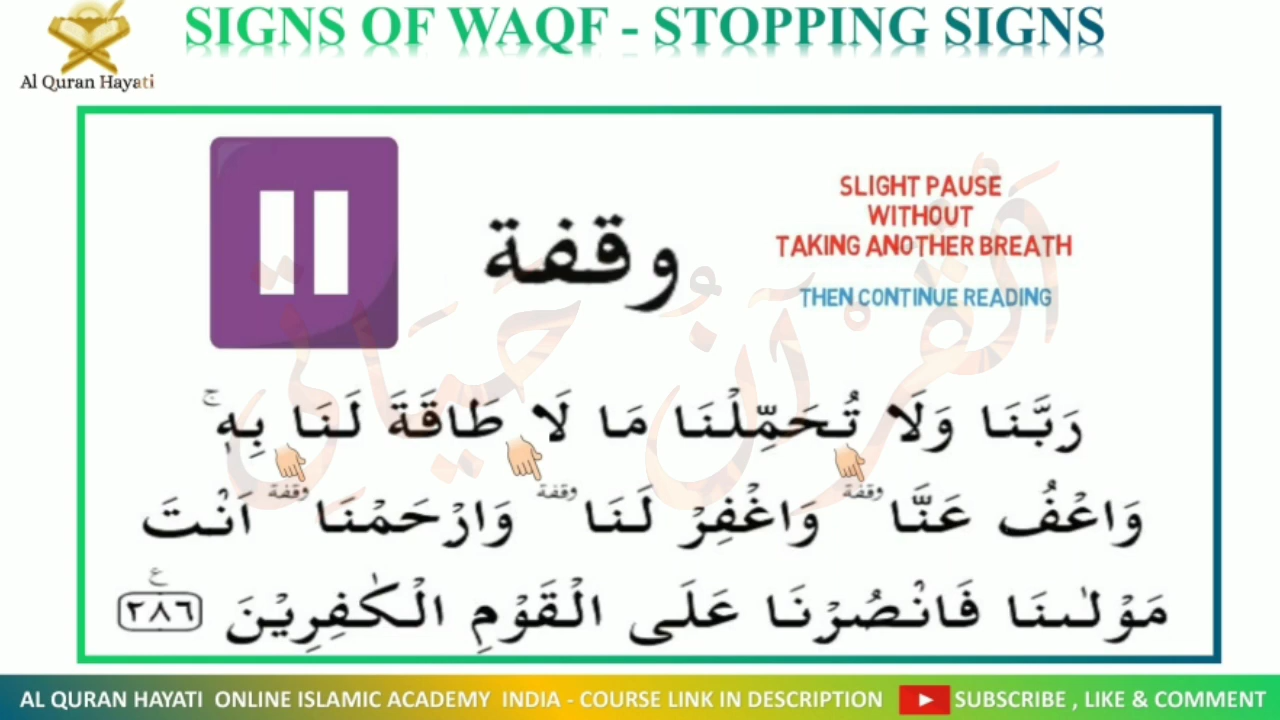 SIGNS OF WAQF - STOPPING SIGNS
Al Quran Hayati
وقفة
SLIGHT PAUSE
WITHOUT
TAKING ANOTHER BREATH
THEN CONTINUE READING
القرآن حياتي
رَبَّنَا وَلَا تُحَمِّلْنَا مَا لَا طَاقَةَ لَنَا بِهٖ ۚ
وَاعْفُ عَنَّا وقفة وَاغْفِرْ لَنَا وقفة وَارْحَمْنَا وقفة اَنْتَ
مَوْلٰىنَا فَانْصُرْنَا عَلَى الْقَوْمِ الْكٰفِرِيْنَ ع ٢٨٦
AL QURAN HAYATI ONLINE ISLAMIC ACADEMY INDIA - COURSE LINK IN DESCRIPTION SUBSCRIBE , LIKE & COMMENT